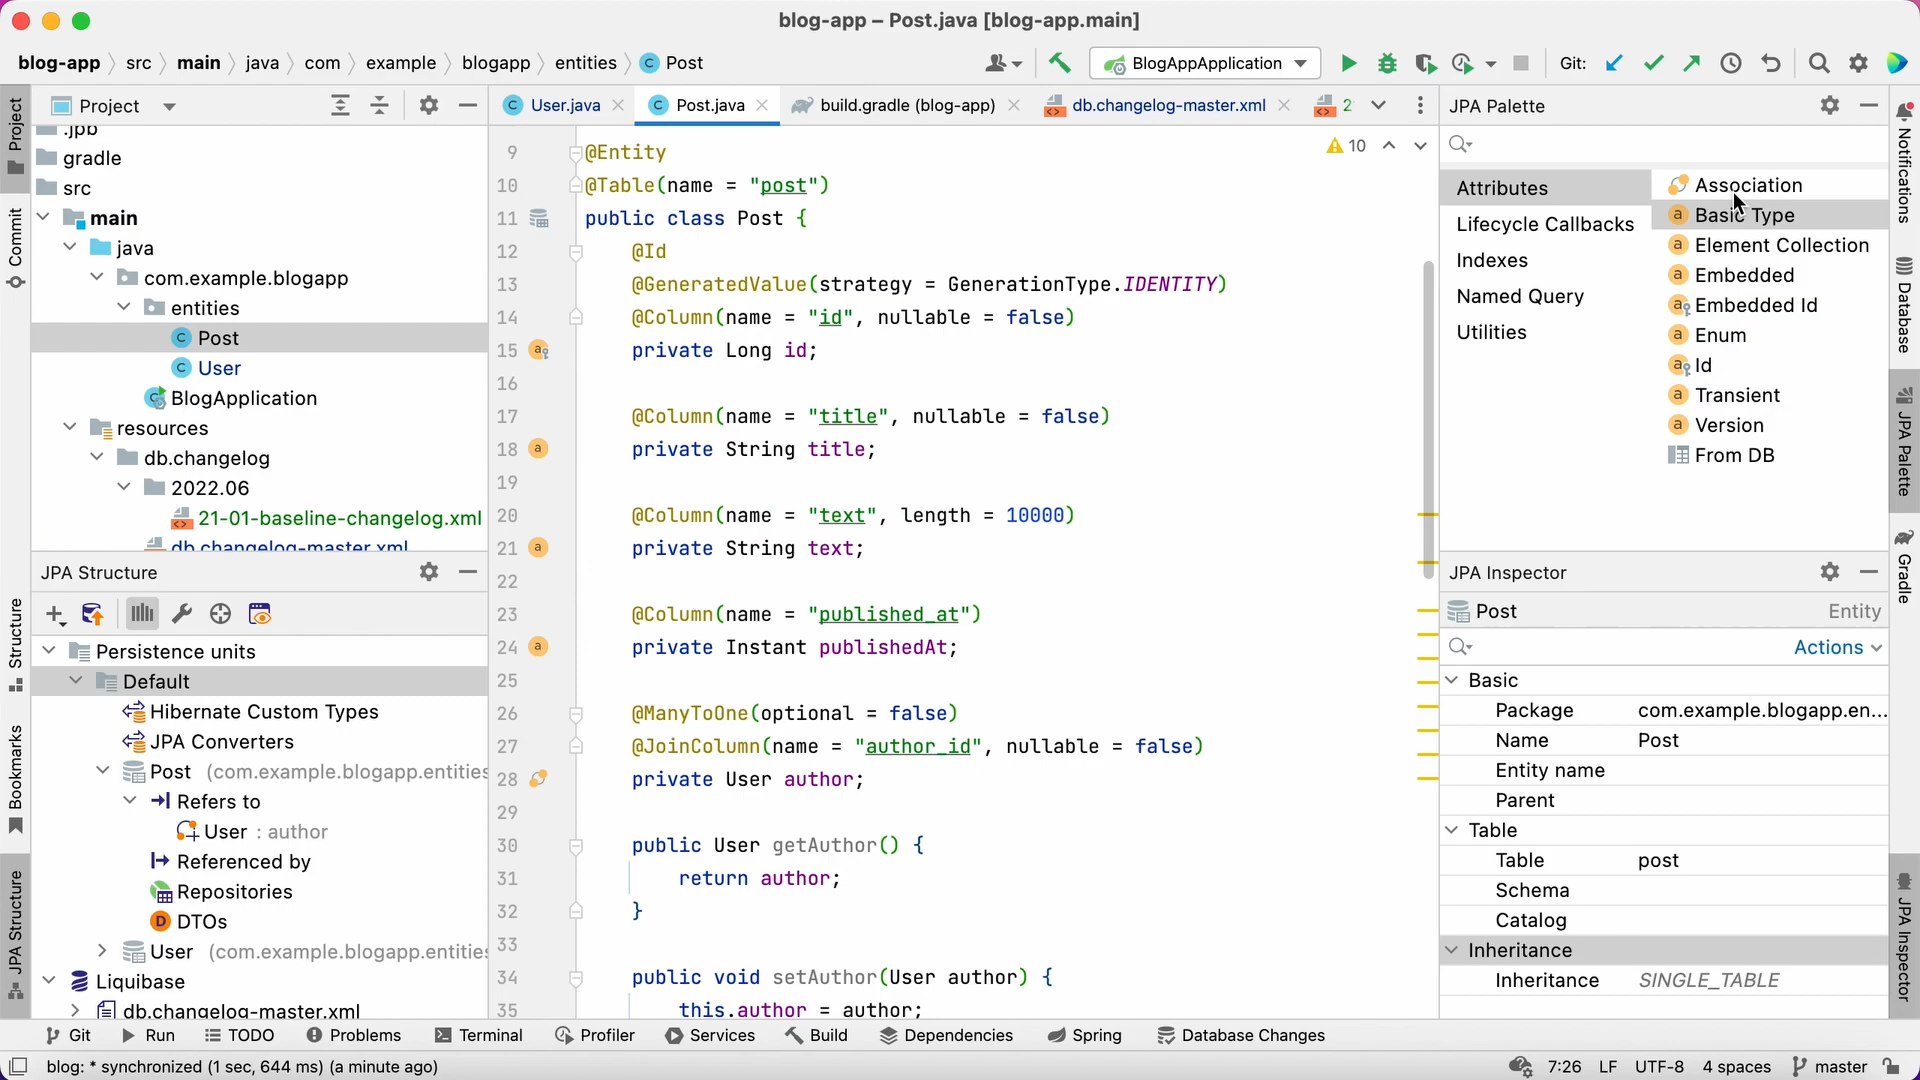 blog-app – Post.java [blog-app.main]
blog-app
src
main
java
com
example
blogapp
entities
Post
BlogAppApplication
Git:
Project
Commit
Structure
Bookmarks
JPA Structure
Project
.jpb
gradle
src
main
java
com.example.blogapp
entities
Post
User
BlogApplication
resources
db.changelog
2022.06
21-01-baseline-changelog.xml
db.changelog-master.xml
JPA Structure
Persistence units
Default
Hibernate Custom Types
JPA Converters
Post (com.example.blogapp.entities
Refers to
User : author
Referenced by
Repositories
DTOs
User (com.example.blogapp.entities
Liquibase
db.changelog-master.xml
User.java
Post.java
build.gradle (blog-app)
db.changelog-master.xml
2
10
9 @Entity
10 @Table(name = "post")
11 public class Post {
12 @Id
13 @GeneratedValue(strategy = GenerationType.IDENTITY)
14 @Column(name = "id", nullable = false)
15 private Long id;
16
17 @Column(name = "title", nullable = false)
18 private String title;
19
20 @Column(name = "text", length = 10000)
21 private String text;
22
23 @Column(name = "published_at")
24 private Instant publishedAt;
25
26 @ManyToOne(optional = false)
27 @JoinColumn(name = "author_id", nullable = false)
28 private User author;
29
30 public User getAuthor() {
31 return author;
32 }
33
34 public void setAuthor(User author) {
35 this.author = author;
JPA Palette
Attributes
Lifecycle Callbacks
Indexes
Named Query
Utilities
Association
Basic Type
Element Collection
Embedded
Embedded Id
Enum
Id
Transient
Version
From DB
JPA Inspector
Post Entity
Actions
Basic
Package com.example.blogapp.en...
Name Post
Entity name
Parent
Table
Table post
Schema
Catalog
Inheritance
Inheritance SINGLE_TABLE
Notifications
Database
JPA Palette
Gradle
JPA Inspector
Git
Run
TODO
Problems
Terminal
Profiler
Services
Build
Dependencies
Spring
Database Changes
blog: * synchronized (1 sec, 644 ms) (a minute ago)
7:26
LF
UTF-8
4 spaces
master